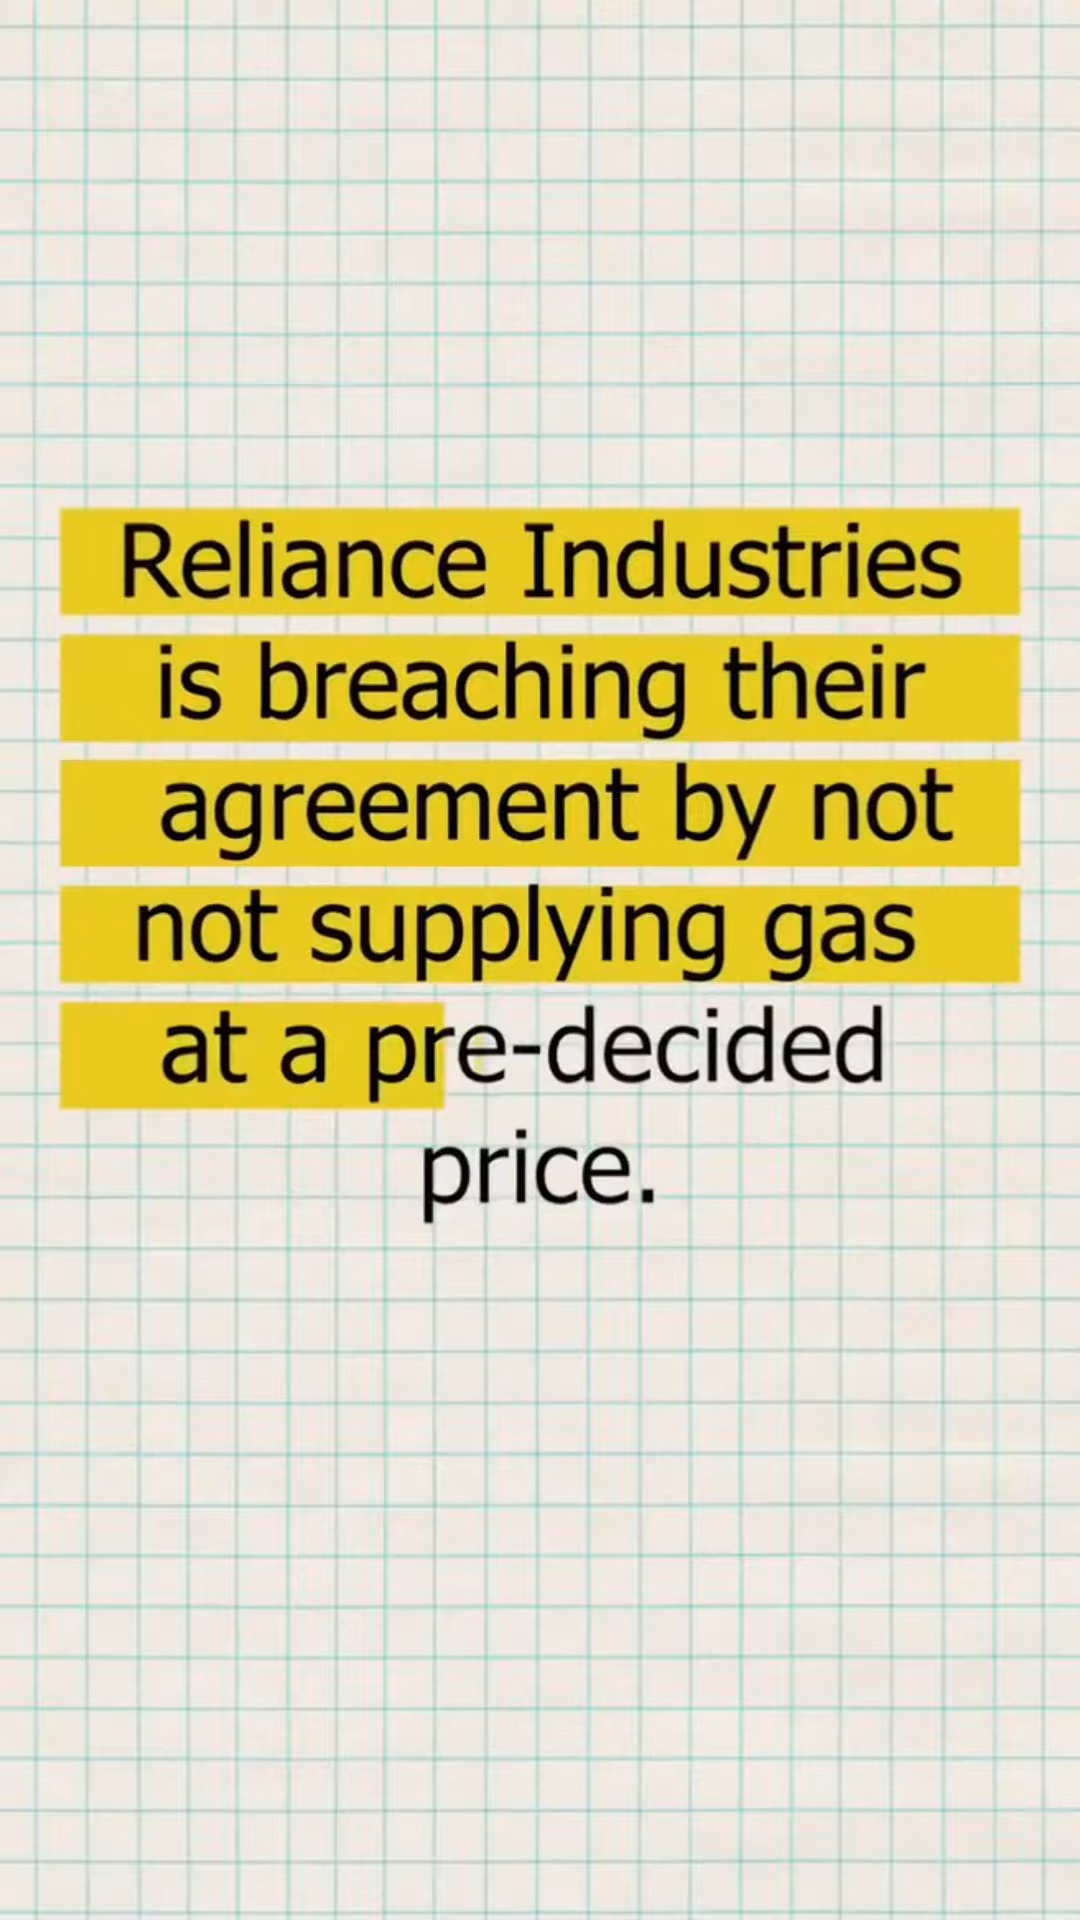 Reliance Industries
is breaching their
agreement by not
not supplying gas
at a pre-decided
price.